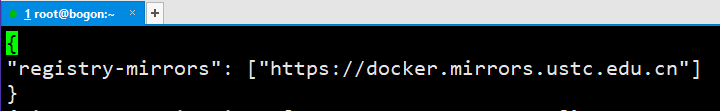 1 root@bogon:~ × +
{
"registry-mirrors": ["https://docker.mirrors.ustc.edu.cn"]
}